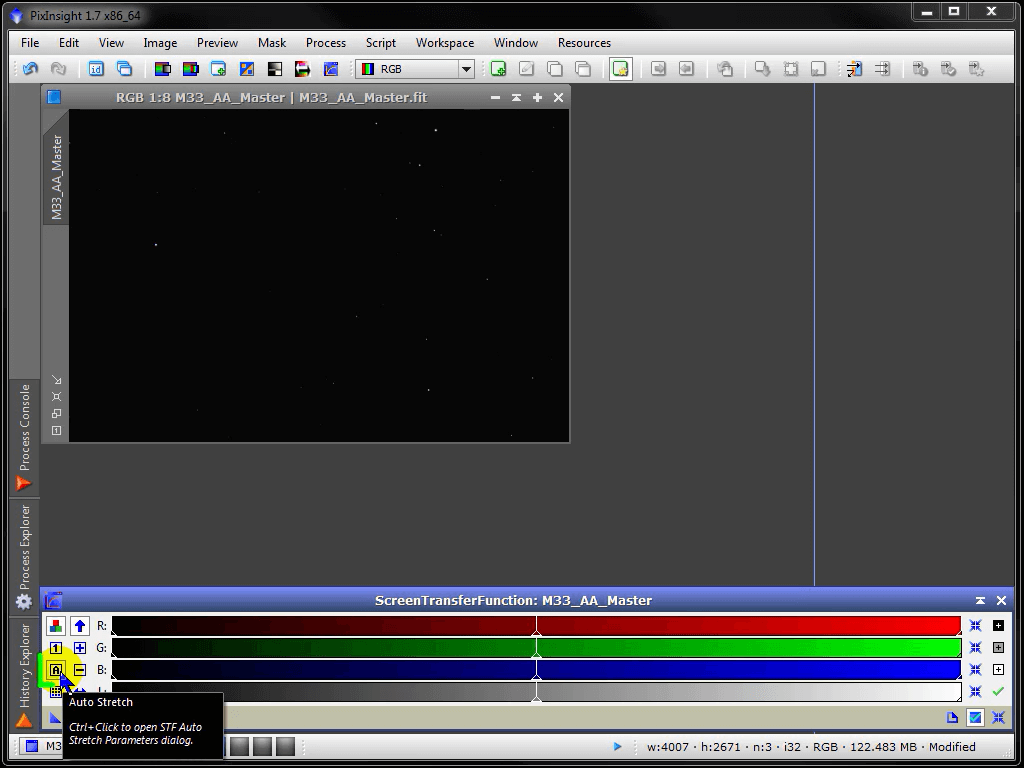 PixInsight 1.7 x86_64
File Edit View Image Preview Mask Process Script Workspace Window Resources
id RGB
RGB 1:8 M33_AA_Master | M33_AA_Master.fit
M33_AA_Master
Process Console
Process Explorer
History Explorer
ScreenTransferFunction: M33_AA_Master
R:
1 G:
A B:
Auto Stretch
Ctrl+Click to open STF Auto
Stretch Parameters dialog.
M3
w:4007 · h:2671 · n:3 · i32 · RGB · 122.483 MB · Modified